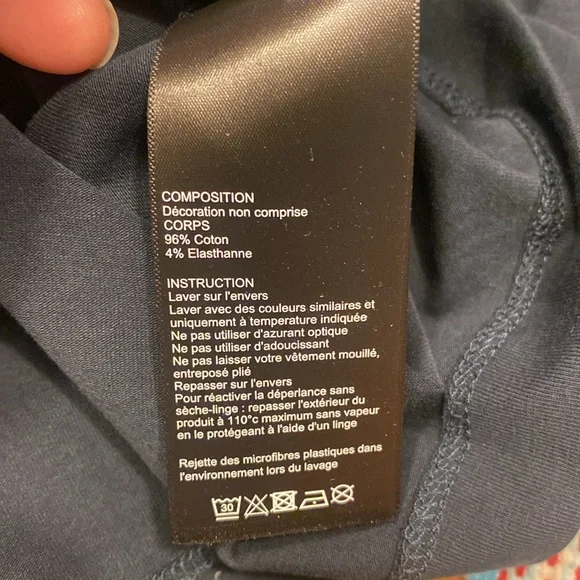 COMPOSITION
Décoration non comprise
CORPS
96% Coton
4% Elasthanne
INSTRUCTION
Laver sur l'envers
Laver avec des couleurs similaires et
uniquement à température indiquée
Ne pas utiliser d'azurant optique
Ne pas utiliser d'adoucissant
Ne pas laisser votre vêtement mouillé,
entreposé plié
Repasser sur l'envers
Pour réactiver la déperlance sans
sèche-linge : repasser l'extérieur du
produit à 110°c maximum sans vapeur
en le protégeant à l'aide d'un linge
Rejette des microfibres plastiques dans
l'environnement lors du lavage
30